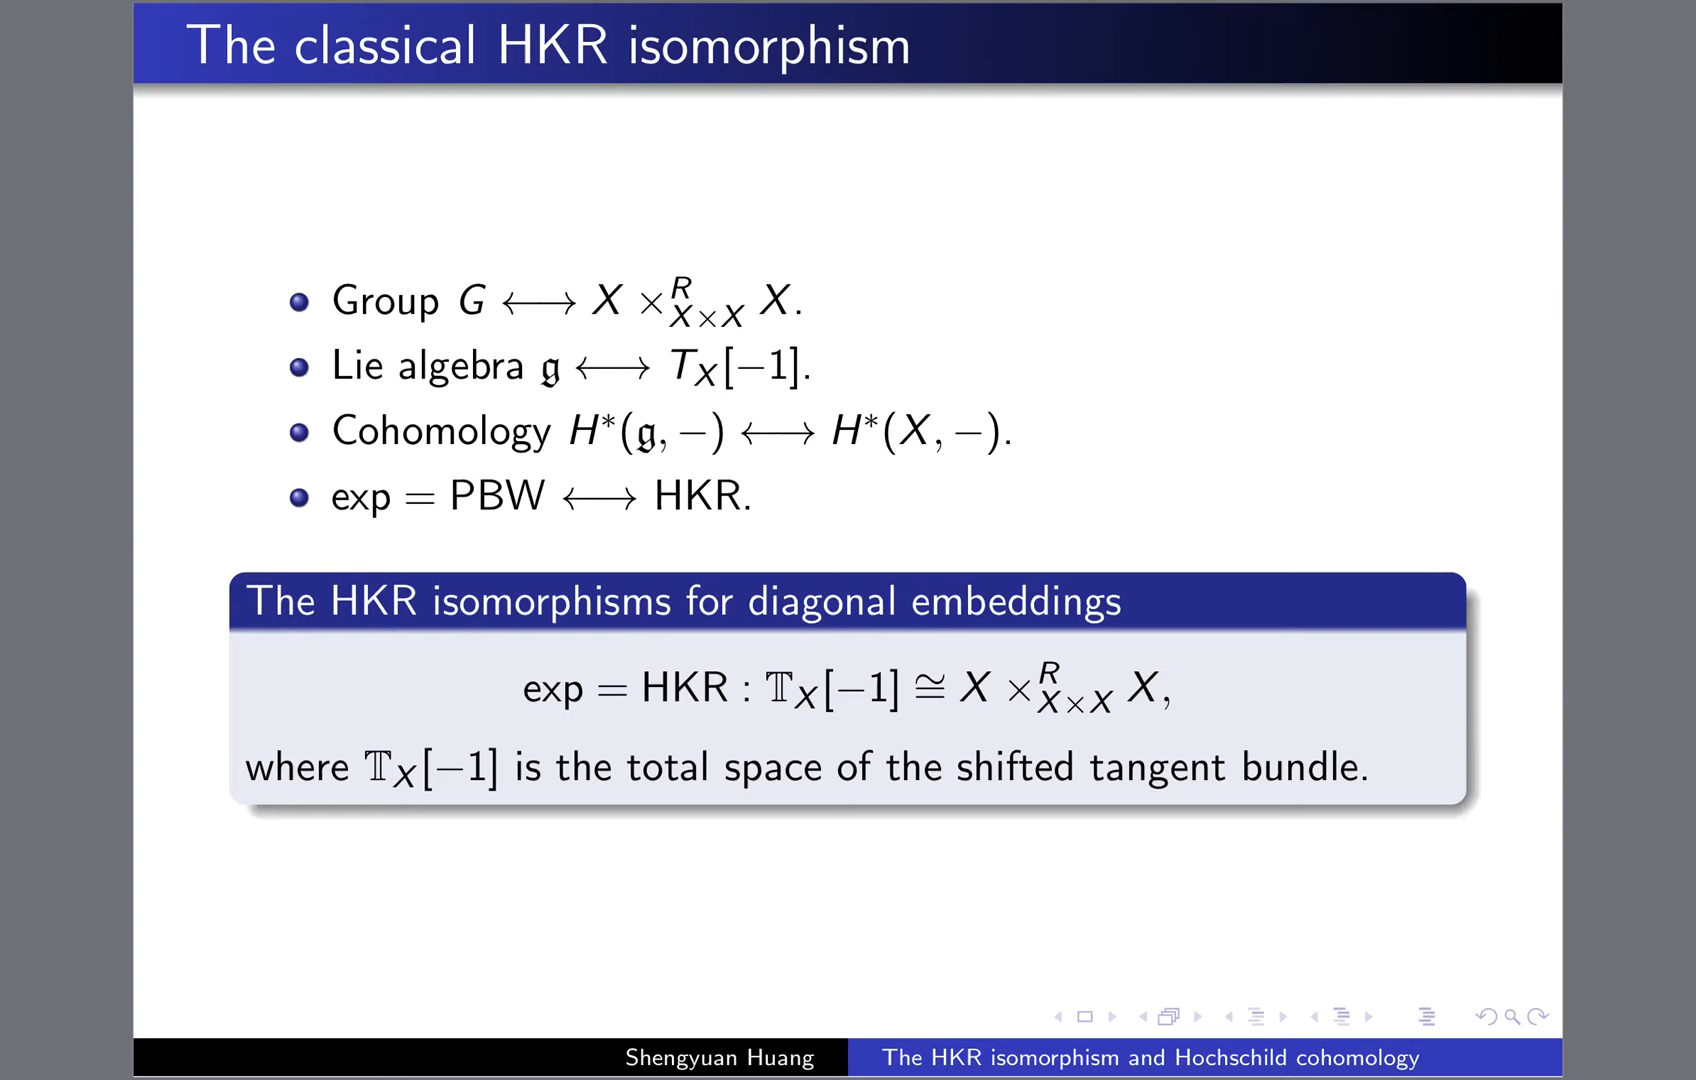 The classical HKR isomorphism
Group G ⟷ X ×^R_{X×X} X.
Lie algebra 𝔤 ⟷ T_X[−1].
Cohomology H*(𝔤, −) ⟷ H*(X, −).
exp = PBW ⟷ HKR.
The HKR isomorphisms for diagonal embeddings
exp = HKR : 𝕋_X[−1] ≅ X ×^R_{X×X} X,
where 𝕋_X[−1] is the total space of the shifted tangent bundle.
Shengyuan Huang
The HKR isomorphism and Hochschild cohomology